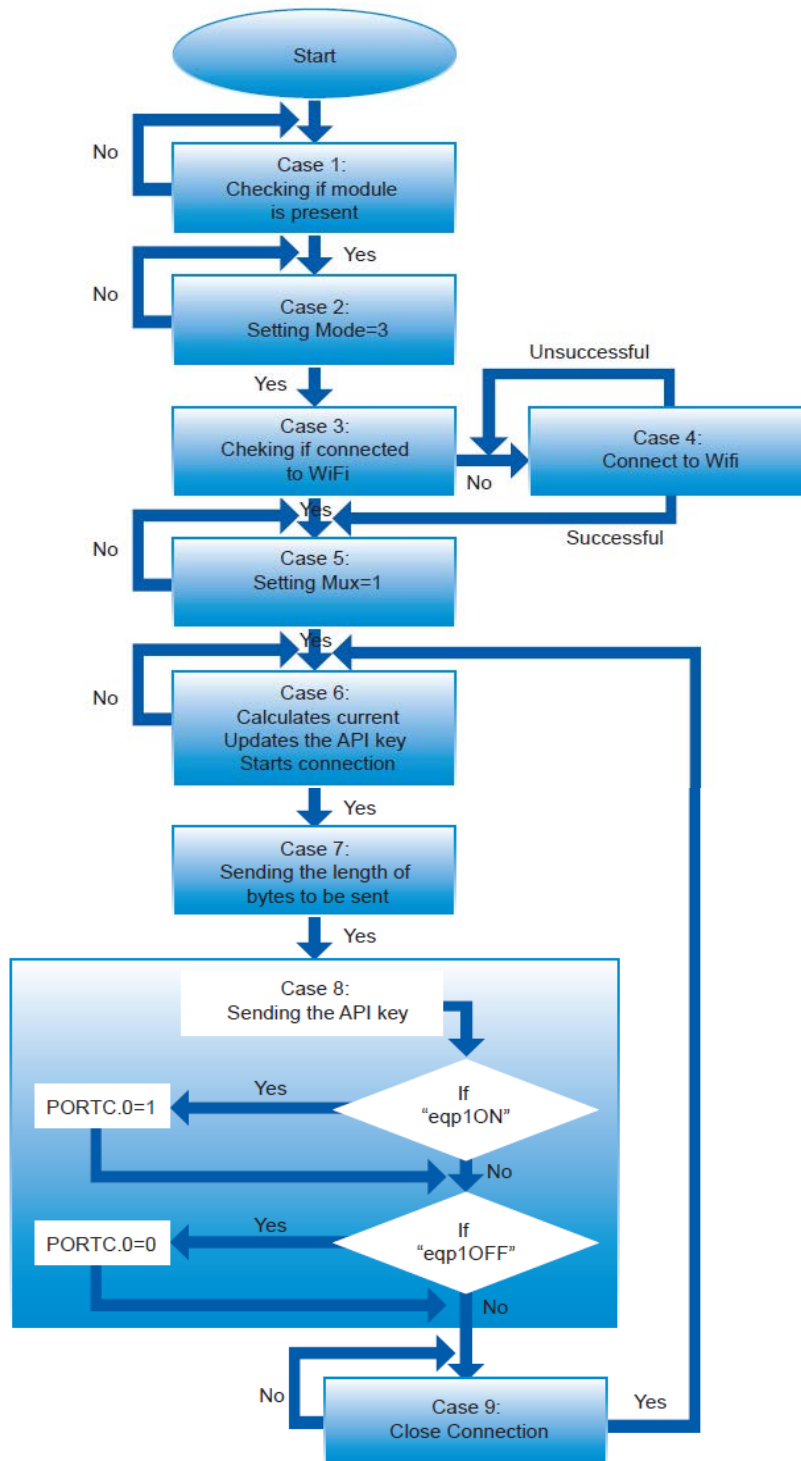 Start
No
Case 1:
Checking if module
is present
Yes
No
Case 2:
Setting Mode=3
Yes
Unsuccessful
Case 3:
Cheking if connected
to WiFi
No
Case 4:
Connect to Wifi
Yes
Successful
No
Case 5:
Setting Mux=1
Yes
No
Case 6:
Calculates current
Updates the API key
Starts connection
Yes
Case 7:
Sending the length of
bytes to be sent
Yes
Case 8:
Sending the API key
If
“eqp1ON”
Yes
PORTC.0=1
No
If
“eqp1OFF”
Yes
PORTC.0=0
No
No
Case 9:
Close Connection
Yes